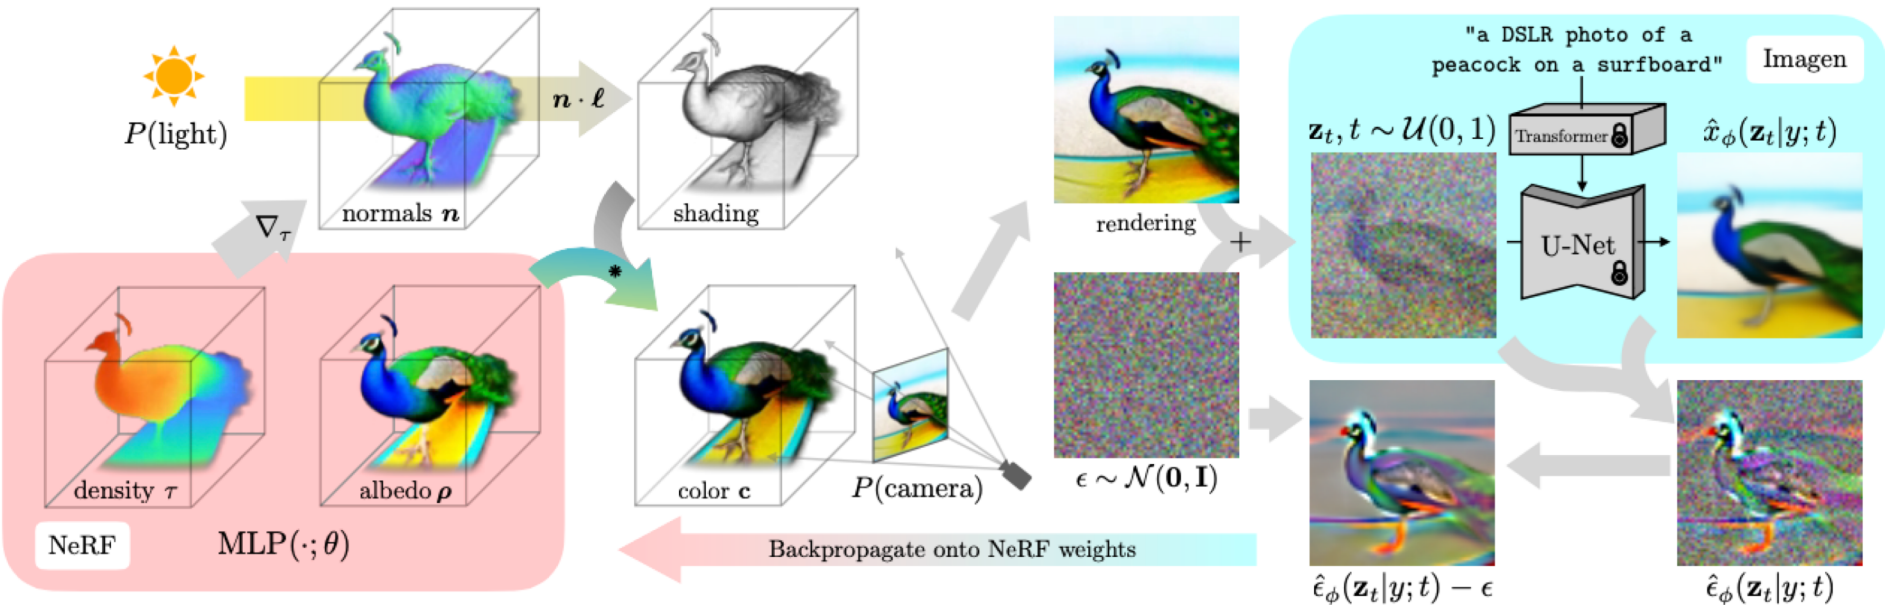 P(light)
n · ℓ
normals n
shading
∇τ
density τ
albedo ρ
NeRF
MLP(·; θ)
*
color c
P(camera)
rendering
+
ϵ ∼ 𝒩(0, I)
Backpropagate onto NeRF weights
"a DSLR photo of a
peacock on a surfboard"
Imagen
z_t, t ∼ 𝒰(0, 1)
Transformer
x̂_ϕ(z_t|y; t)
U-Net
ϵ̂_ϕ(z_t|y; t) − ϵ
ϵ̂_ϕ(z_t|y; t)